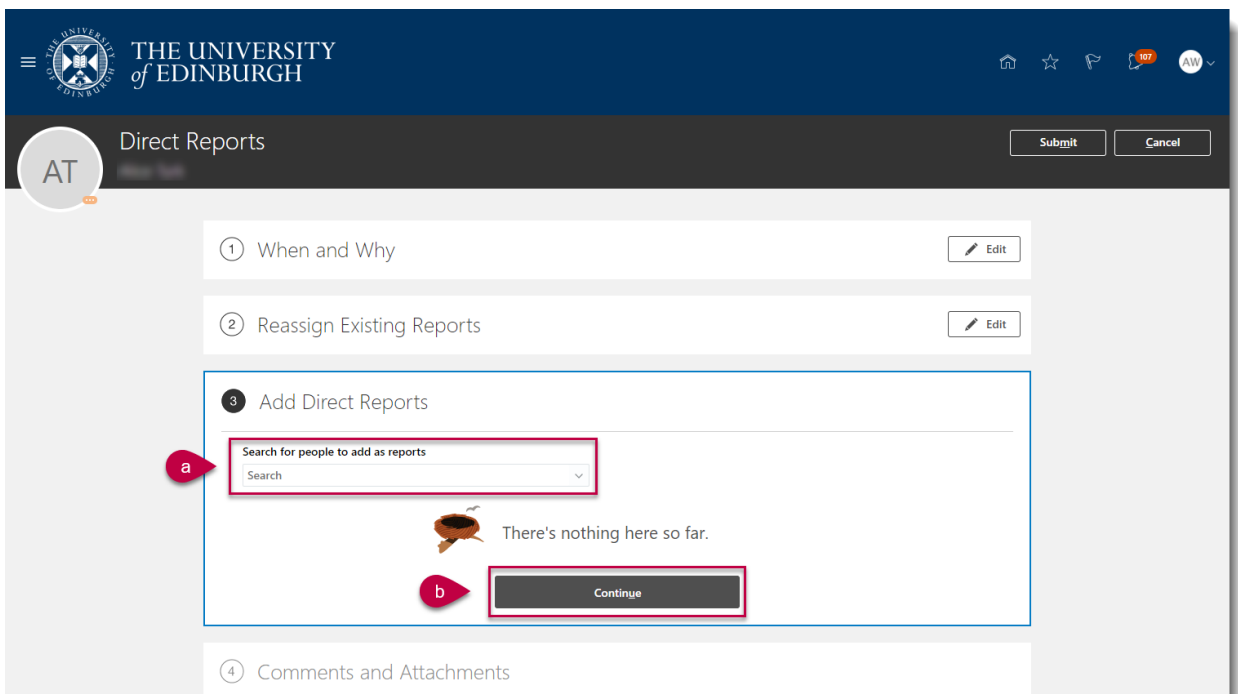 THE UNIVERSITY
of EDINBURGH
107
AW
AT
Direct Reports
Submit
Cancel
1 When and Why
Edit
2 Reassign Existing Reports
Edit
3 Add Direct Reports
a
Search for people to add as reports
Search
There's nothing here so far.
b
Continue
4 Comments and Attachments